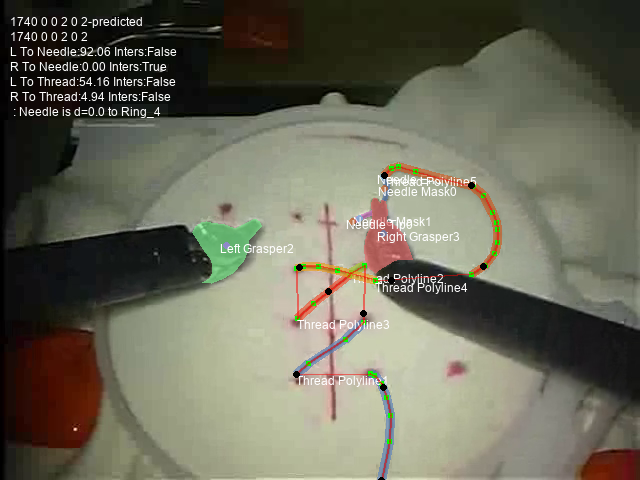 1740 0 0 2 0 2-predicted
1740 0 0 2 0 2
L To Needle:92.06 Inters:False
R To Needle:0.00 Inters:True
L To Thread:54.16 Inters:False
R To Thread:4.94 Inters:False
: Needle is d=0.0 to Ring_4
Thread Polyline5
Needle Mask0
Mask1
Needle Tip
Right Grasper3
Left Grasper2
Polyline2
Thread Polyline4
Thread Polyline3
Thread Polyline1